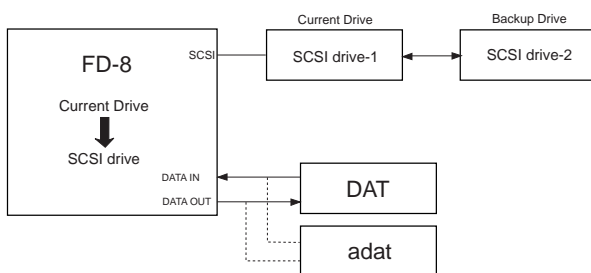 Current Drive
Backup Drive
FD-8
SCSI
SCSI drive-1
SCSI drive-2
Current Drive
SCSI drive
DATA IN
DATA OUT
DAT
adat